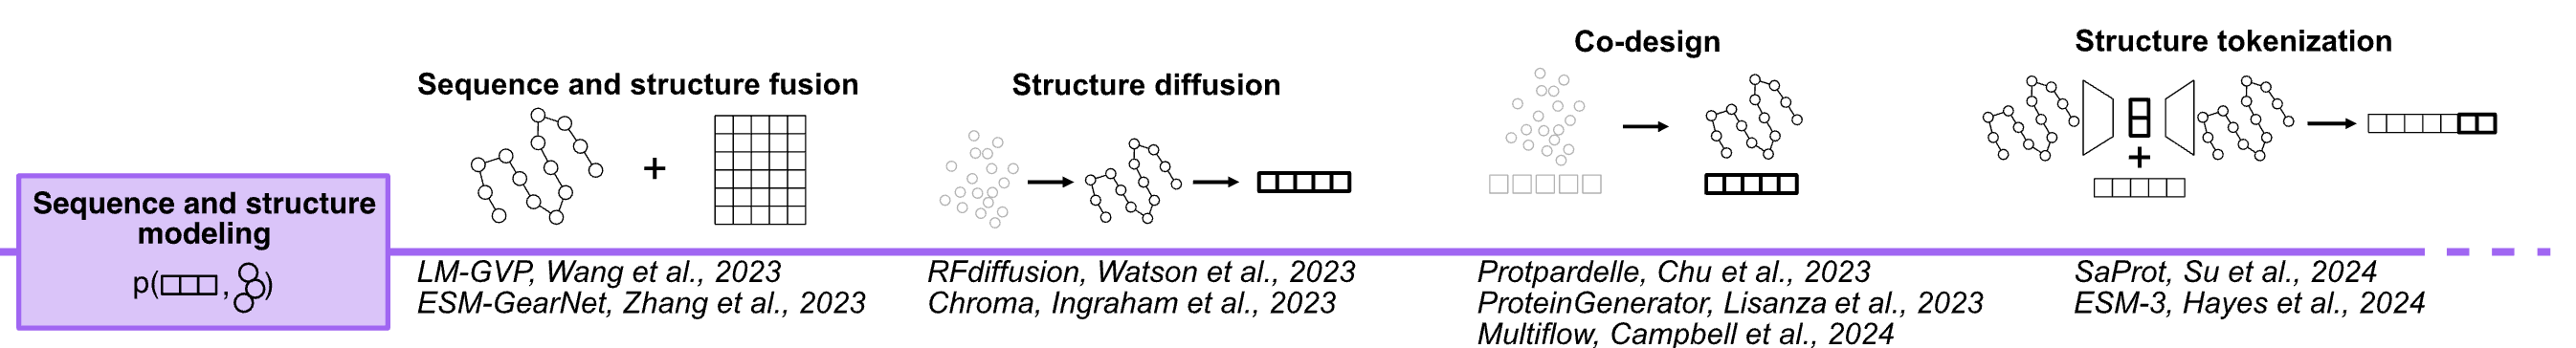 Sequence and structure
modeling
p( , )
Sequence and structure fusion
+
LM-GVP, Wang et al., 2023
ESM-GearNet, Zhang et al., 2023
Structure diffusion
RFdiffusion, Watson et al., 2023
Chroma, Ingraham et al., 2023
Co-design
Protpardelle, Chu et al., 2023
ProteinGenerator, Lisanza et al., 2023
Multiflow, Campbell et al., 2024
Structure tokenization
+
SaProt, Su et al., 2024
ESM-3, Hayes et al., 2024